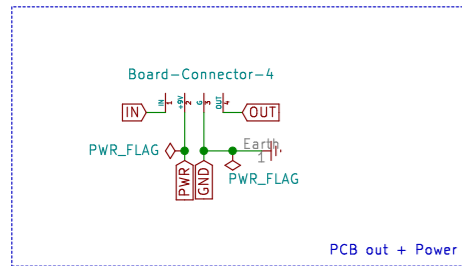 Board-Connector-4
IN +9V G OUT
1 2 3 4
IN OUT
PWR_FLAG
Earth
1
PWR GND
PWR_FLAG
PCB out + Power